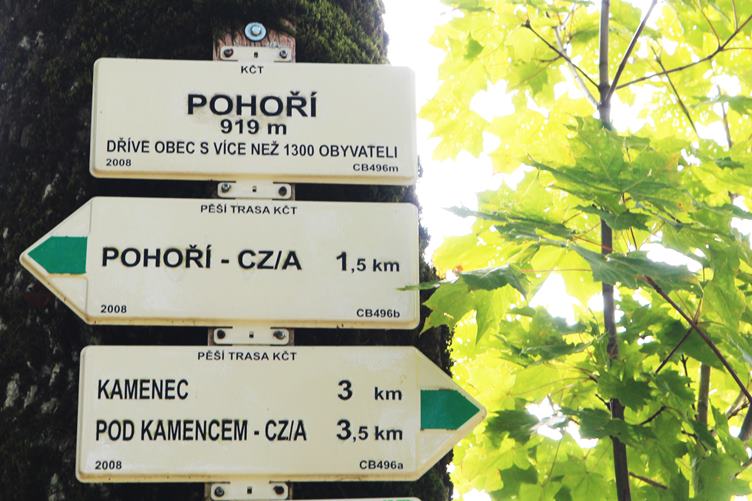 KČT
POHOŘÍ
919 m
DŘÍVE OBEC S VÍCE NEŽ 1300 OBYVATELI
2008 CB496m
PĚŠÍ TRASA KČT
POHOŘÍ - CZ/A 1,5 km
2008 CB496b
PĚŠÍ TRASA KČT
KAMENEC 3 km
POD KAMENCEM - CZ/A 3,5 km
2008 CB496a